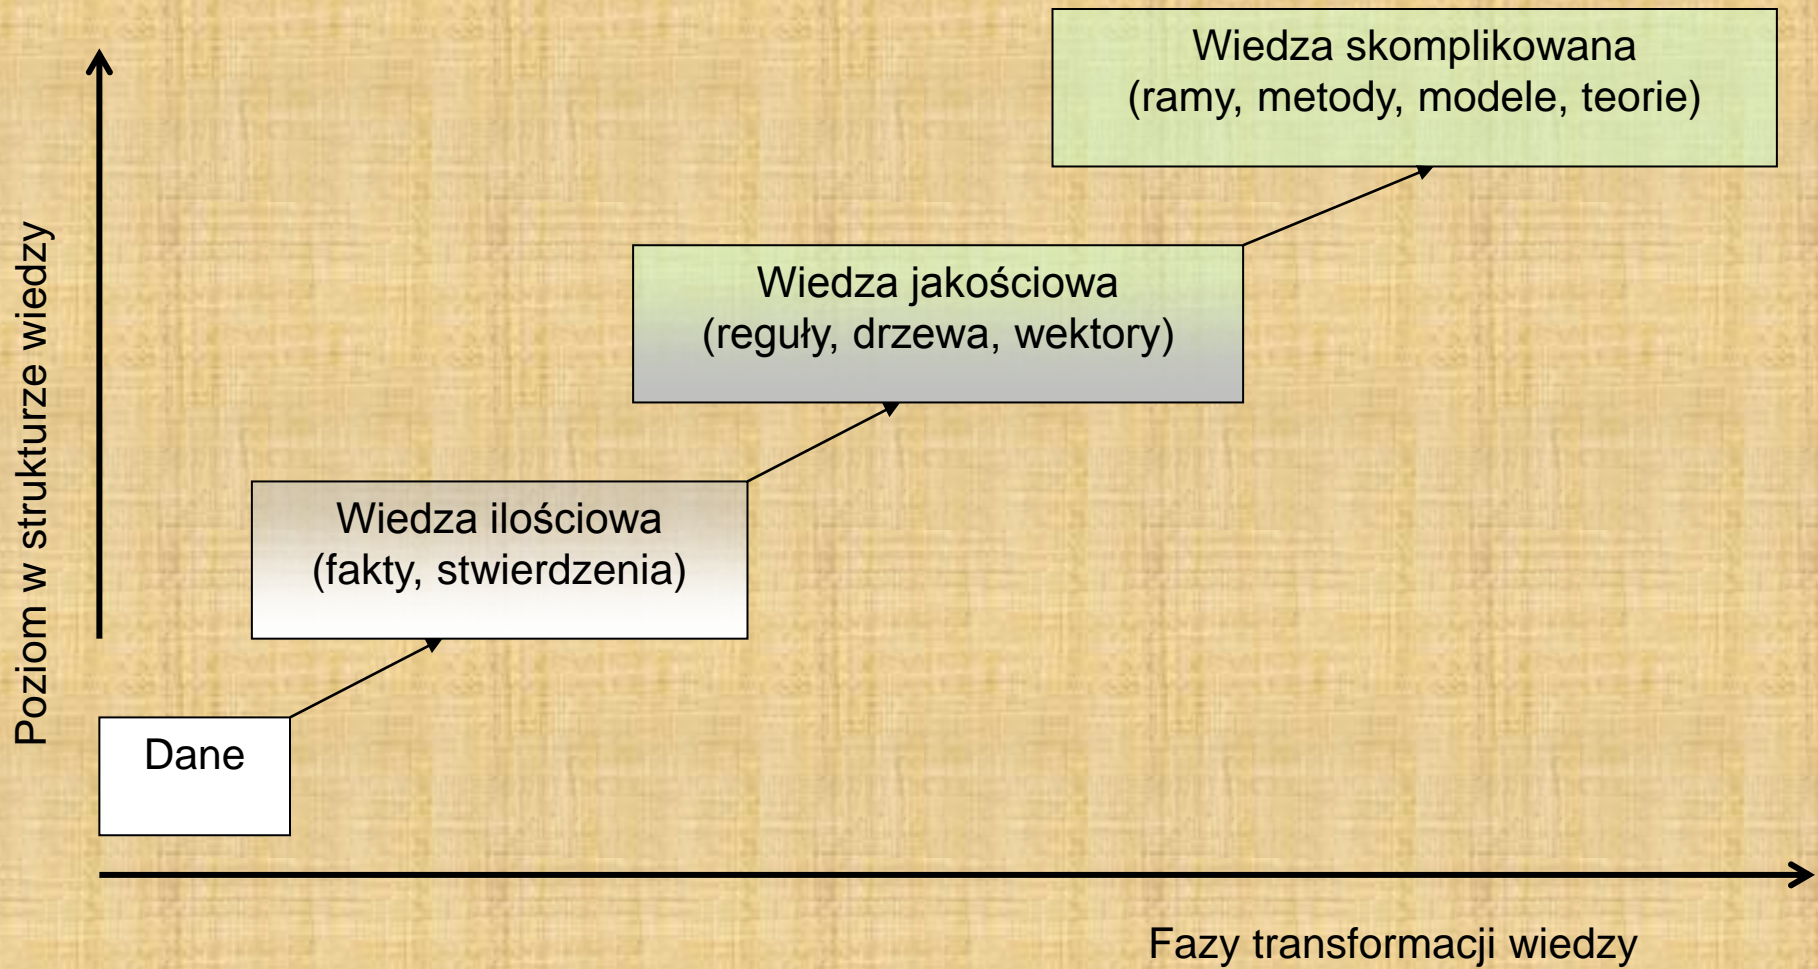 Wiedza skomplikowana
(ramy, metody, modele, teorie)
Wiedza jakościowa
(reguły, drzewa, wektory)
Wiedza ilościowa
(fakty, stwierdzenia)
Dane
Poziom w strukturze wiedzy
Fazy transformacji wiedzy